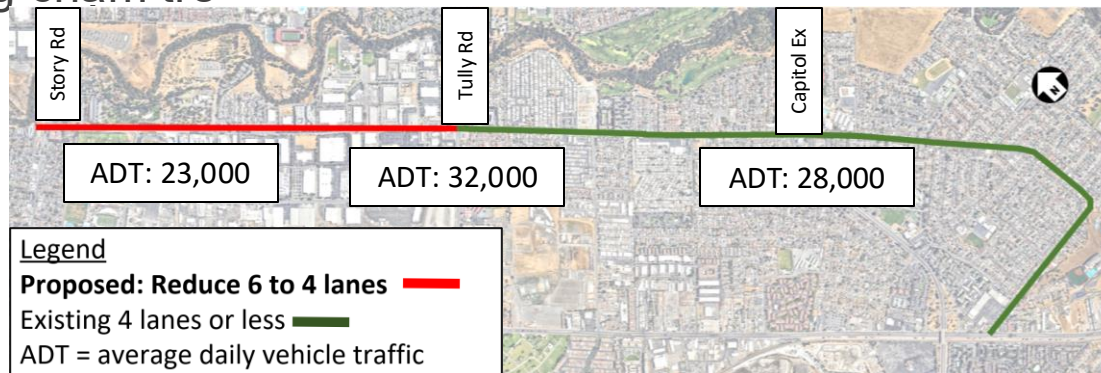 Story Rd
Tully Rd
Capitol Ex
N
ADT: 23,000
ADT: 32,000
ADT: 28,000
Legend
Proposed: Reduce 6 to 4 lanes
Existing 4 lanes or less
ADT = average daily vehicle traffic